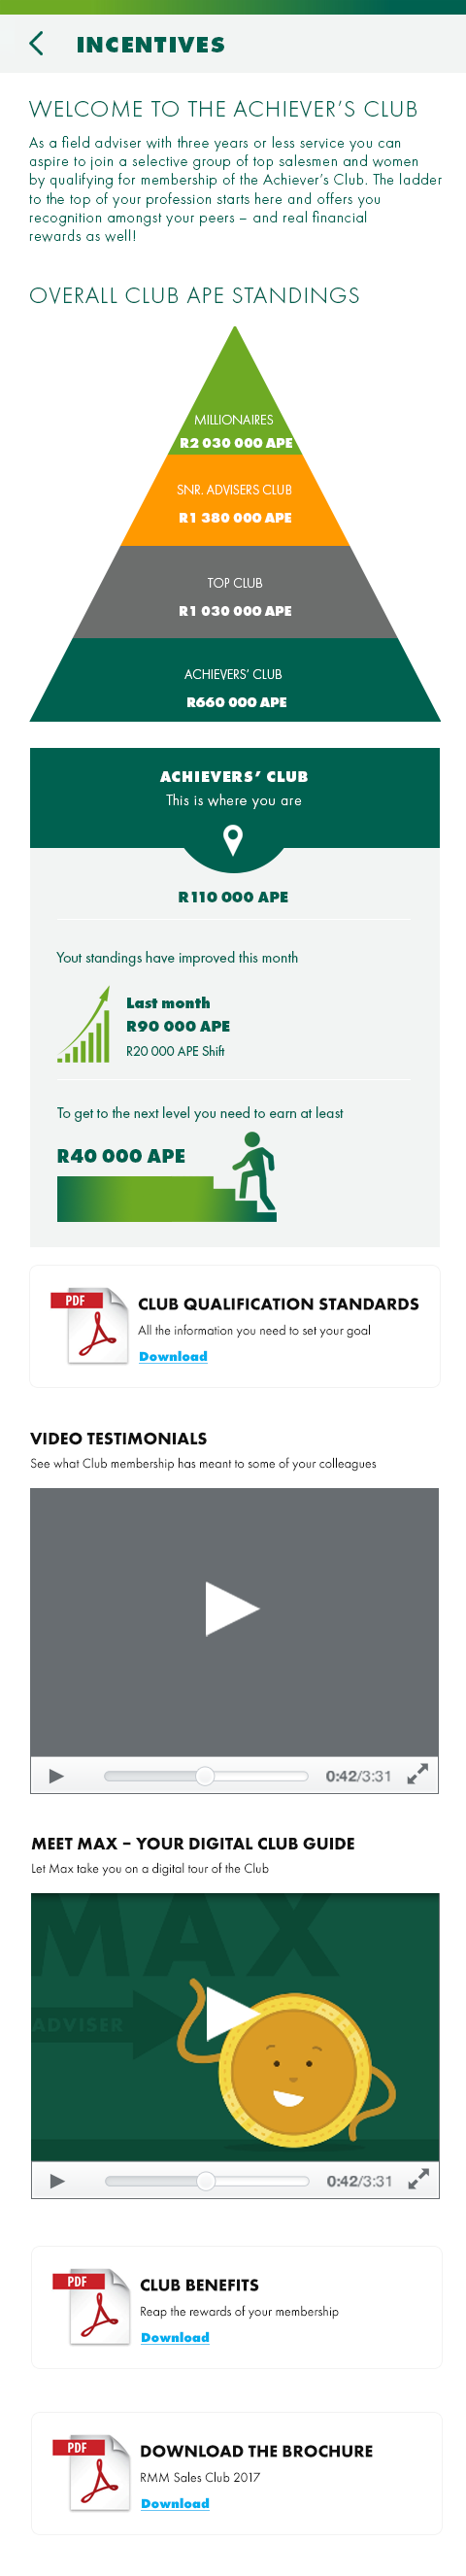 INCENTIVES
WELCOME TO THE ACHIEVER’S CLUB
As a field adviser with three years or less service you can
aspire to join a selective group of top salesmen and women
by qualifying for membership of the Achiever’s Club. The ladder
to the top of your profession starts here and offers you
recognition amongst your peers – and real financial
rewards as well!
OVERALL CLUB APE STANDINGS
MILLIONAIRES
R2 030 000 APE
SNR. ADVISERS CLUB
R1 380 000 APE
TOP CLUB
R1 030 000 APE
ACHIEVERS’ CLUB
R660 000 APE
ACHIEVERS’ CLUB
This is where you are
R110 000 APE
Yout standings have improved this month
Last month
R90 000 APE
R20 000 APE Shift
To get to the next level you need to earn at least
R40 000 APE
PDF
CLUB QUALIFICATION STANDARDS
All the information you need to set your goal
Download
VIDEO TESTIMONIALS
See what Club membership has meant to some of your colleagues
0:42/3:31
MEET MAX – YOUR DIGITAL CLUB GUIDE
Let Max take you on a digital tour of the Club
MAX
ADVISER
0:42/3:31
PDF
CLUB BENEFITS
Reap the rewards of your membership
Download
PDF
DOWNLOAD THE BROCHURE
RMM Sales Club 2017
Download